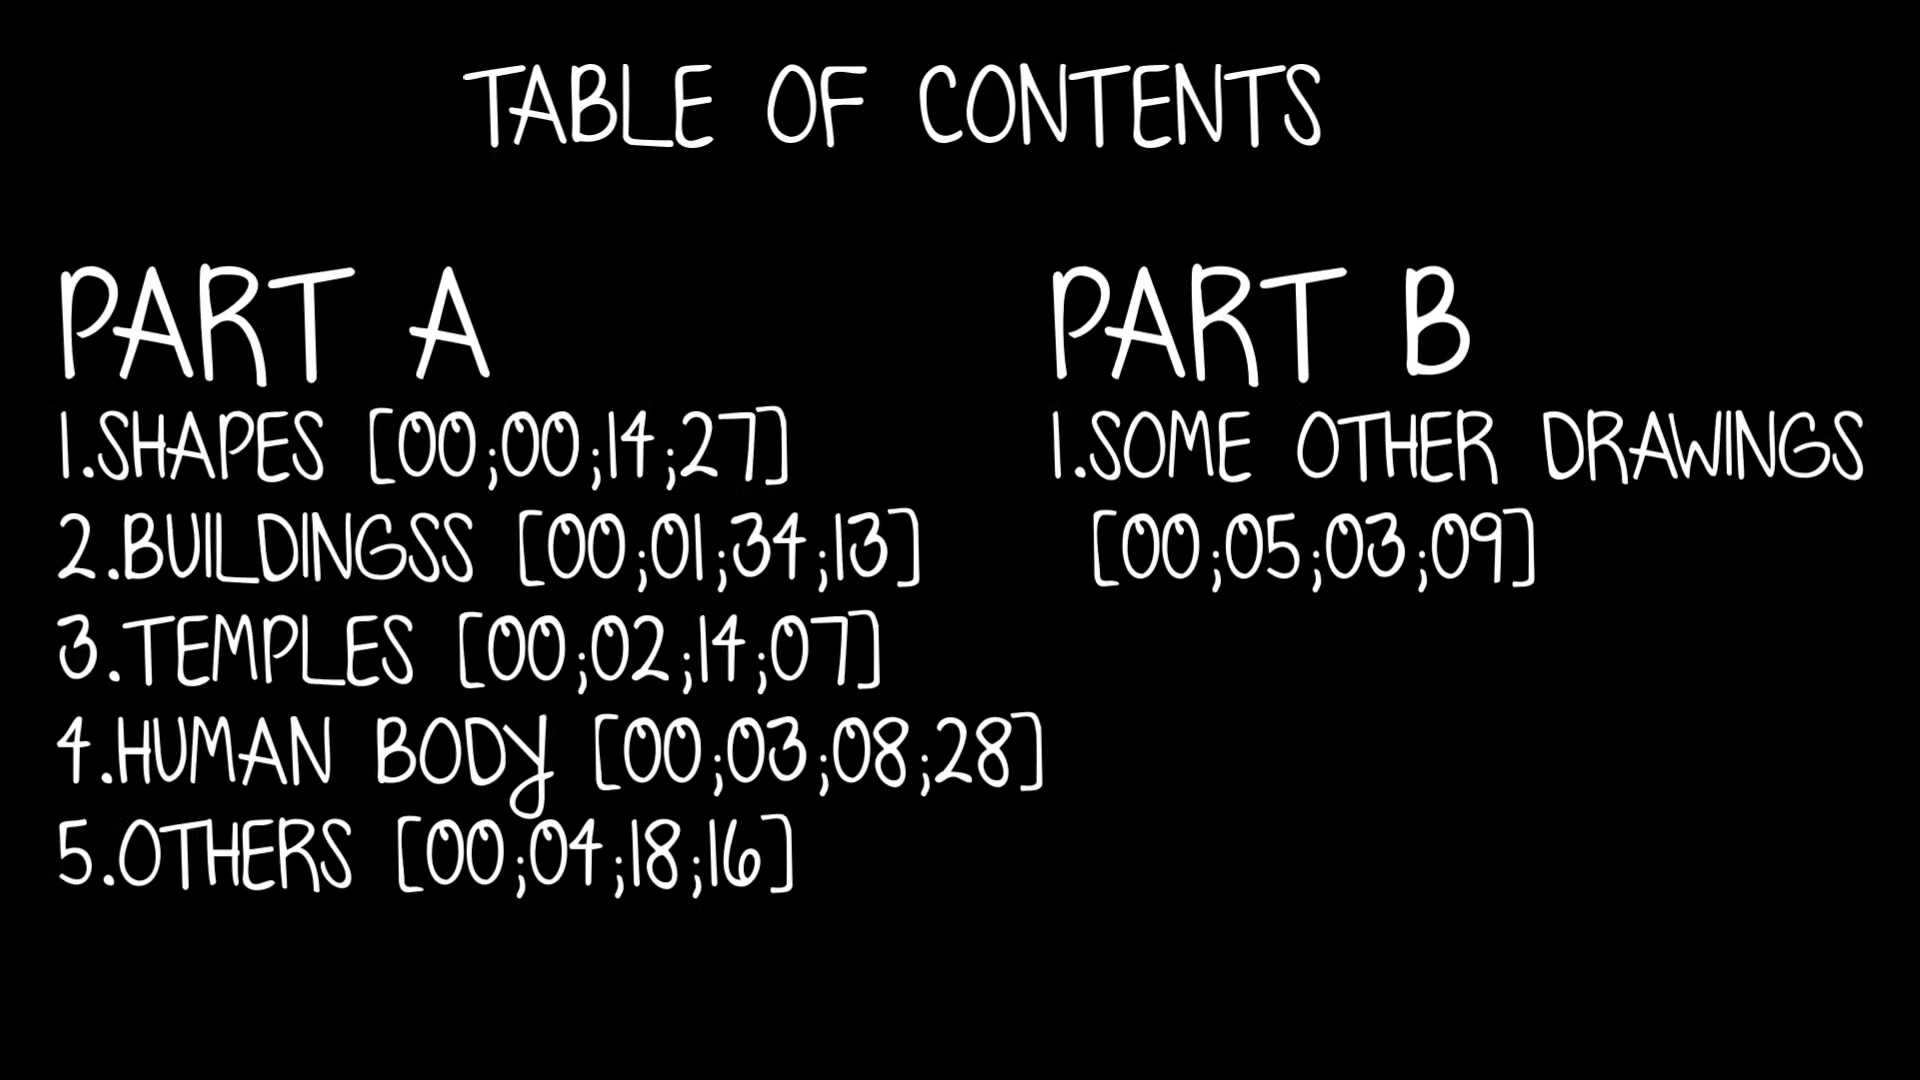 TABLE OF CONTENTS
PART A
1.SHAPES [00;00;14;27]
2.BUILDINGSS [00;01;34;13]
3.TEMPLES [00;02;14;07]
4.HUMAN BODY [00;03;08;28]
5.OTHERS [00;04;18;16]
PART B
1.SOME OTHER DRAWINGS
[00;05;03;09]